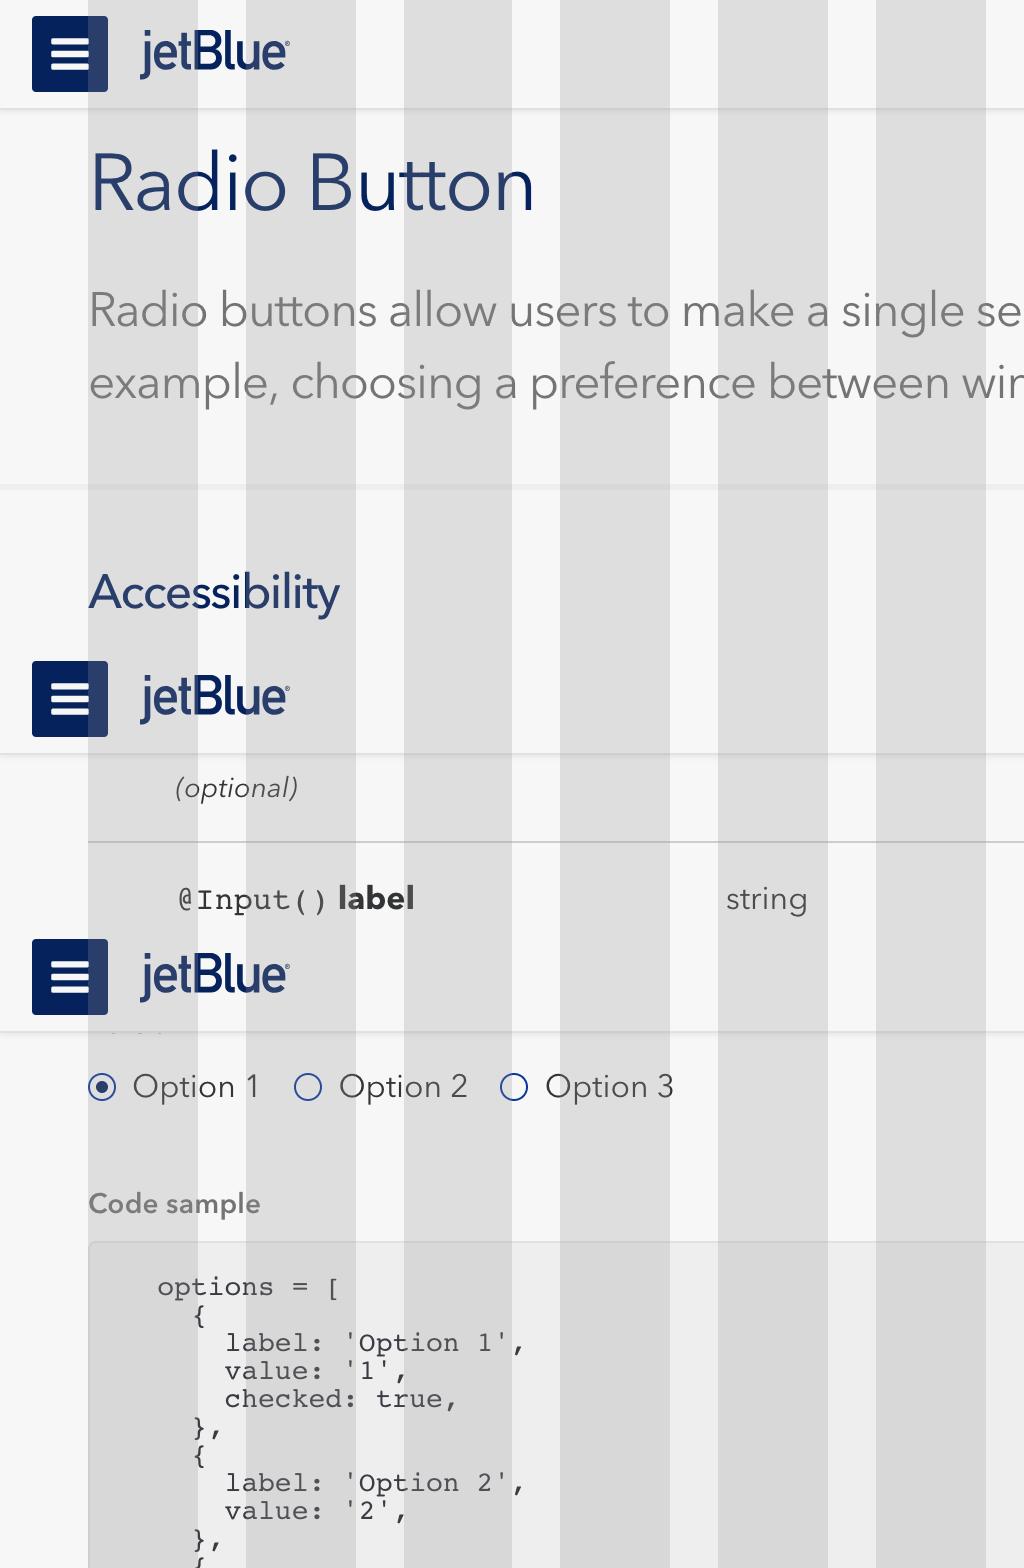 jetBlue
Radio Button
Radio buttons allow users to make a single se
example, choosing a preference between
Accessibility
jetBlue
(optional)
@Input() label string
jetBlue
Option 1 Option 2 Option 3
Code sample
options = [
{
label: 'Option 1',
value: '1',
checked: true,
},
{
label: 'Option 2',
value: '2',
},
{